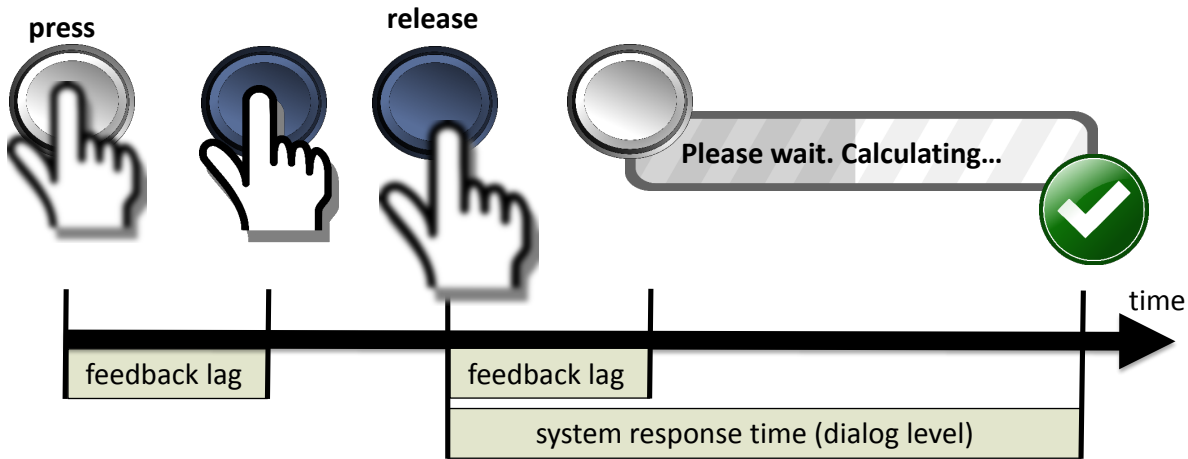 press
release
Please wait. Calculating...
time
feedback lag
feedback lag
system response time (dialog level)